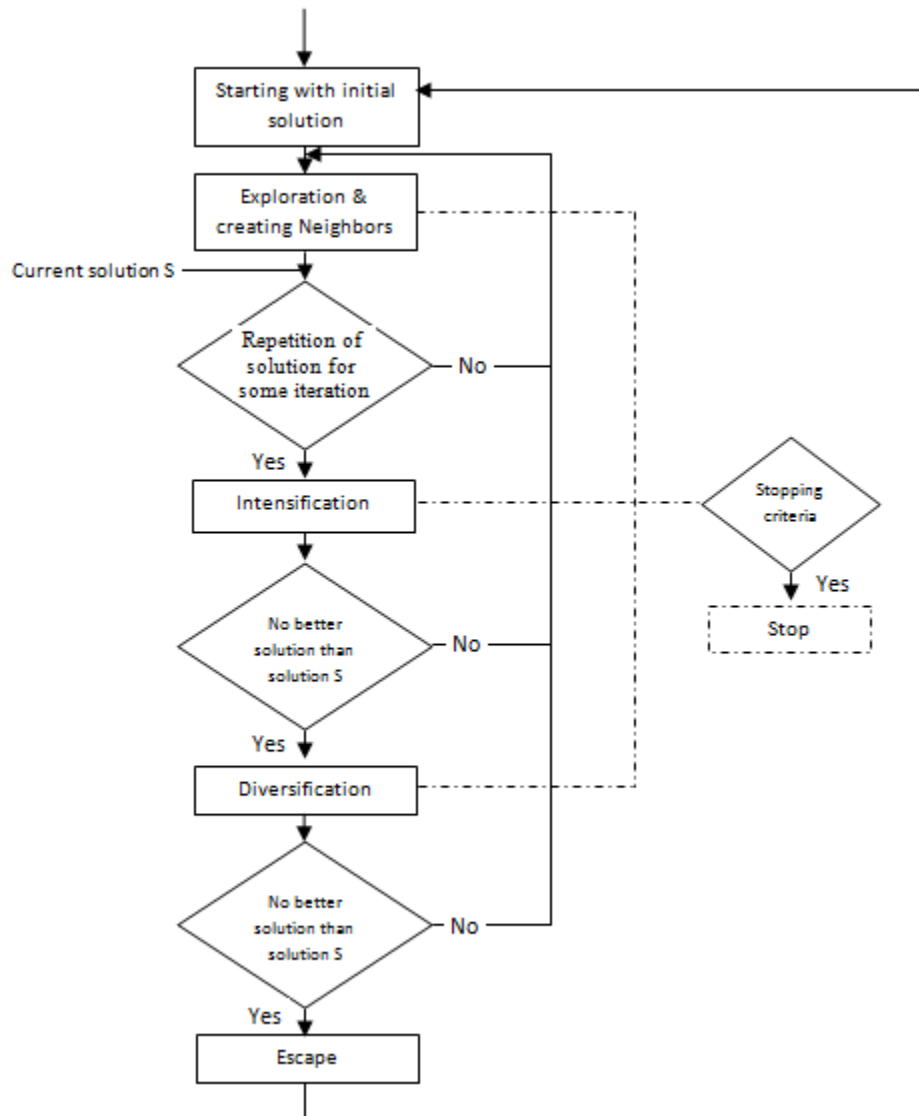 Starting with initial
solution
Exploration &
creating Neighbors
Current solution S
Repetition of
solution for
some iteration
No
Yes
Intensification
Stopping
criteria
Yes
Stop
No better
solution than
solution S
No
Yes
Diversification
No better
solution than
solution S
No
Yes
Escape